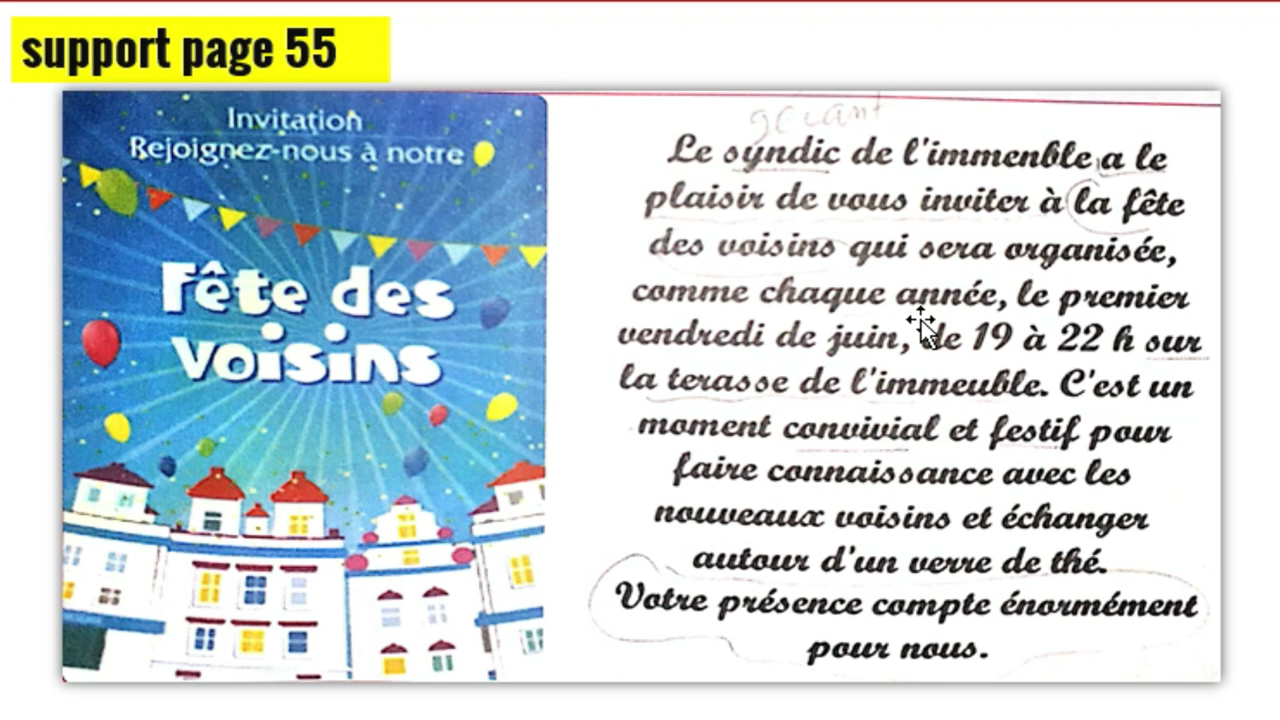 support page 55
Invitation
Rejoignez-nous à notre
Fête des
voisins
gérant
Le syndic de l'immenble a le
plaisir de vous inviter à la fête
des voisins qui sera organisée,
comme chaque année, le premier
vendredi de juin, de 19 à 22 h sur
la terasse de l'immeuble. C'est un
moment convivial et festif pour
faire connaissance avec les
nouveaux voisins et échanger
autour d'un verre de thé.
Votre présence compte énormément
pour nous.